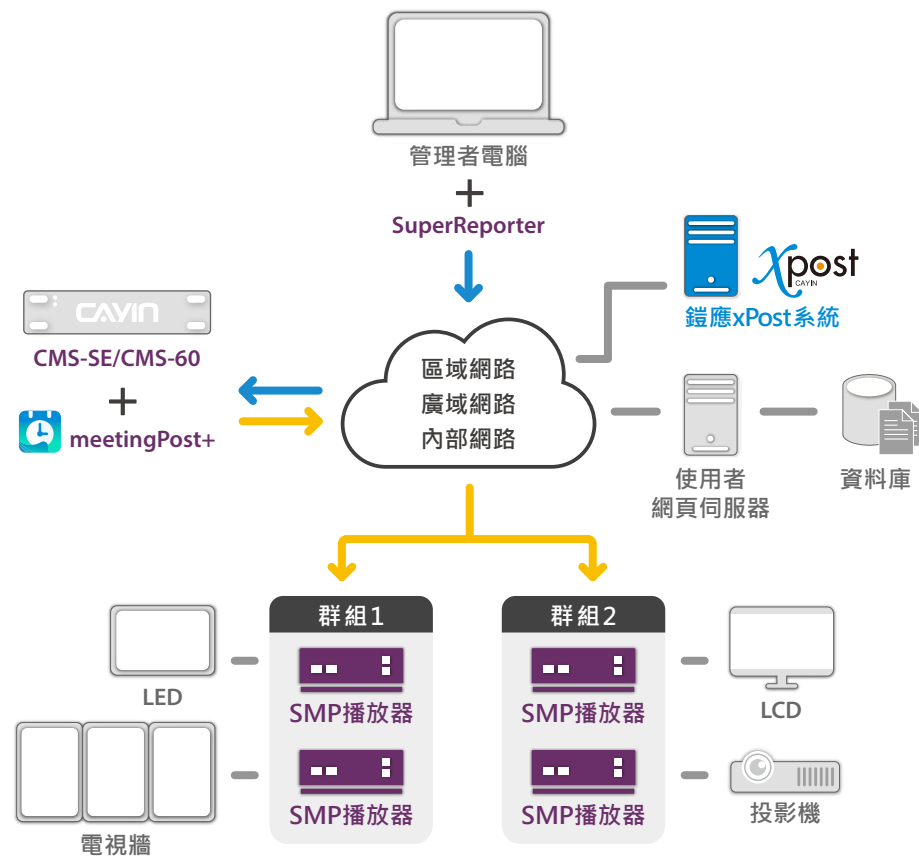 管理者電腦
+
SuperReporter
Xpost
CAYIN
鎧應xPost系統
CAYIN
CMS-SE/CMS-60
+
meetingPost+
區域網路
廣域網路
內部網路
使用者
網頁伺服器
資料庫
群組1
群組2
LED
SMP播放器
SMP播放器
LCD
電視牆
SMP播放器
SMP播放器
投影機